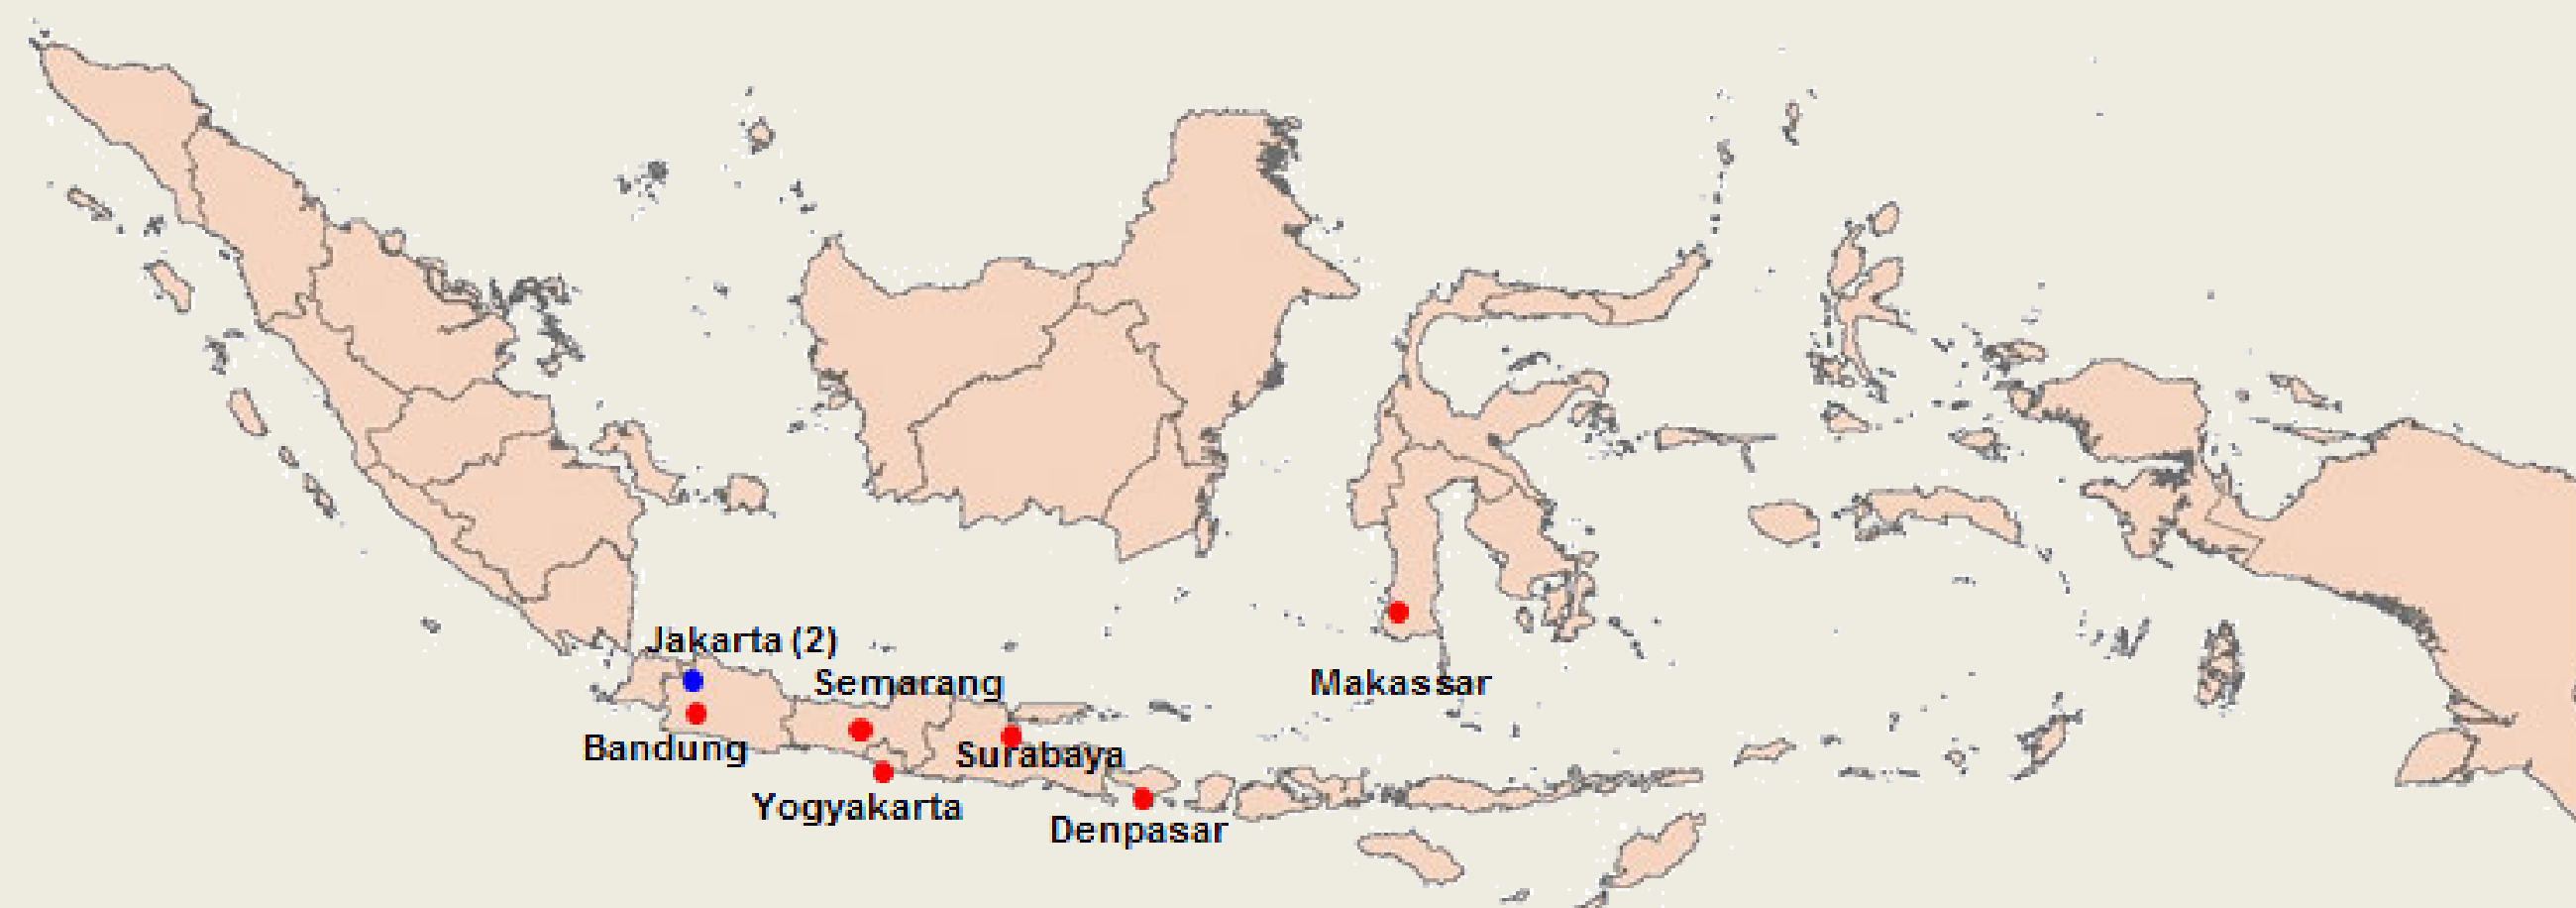 Jakarta (2)
Semarang
Makassar
Bandung
Surabaya
Yogyakarta
Denpasar